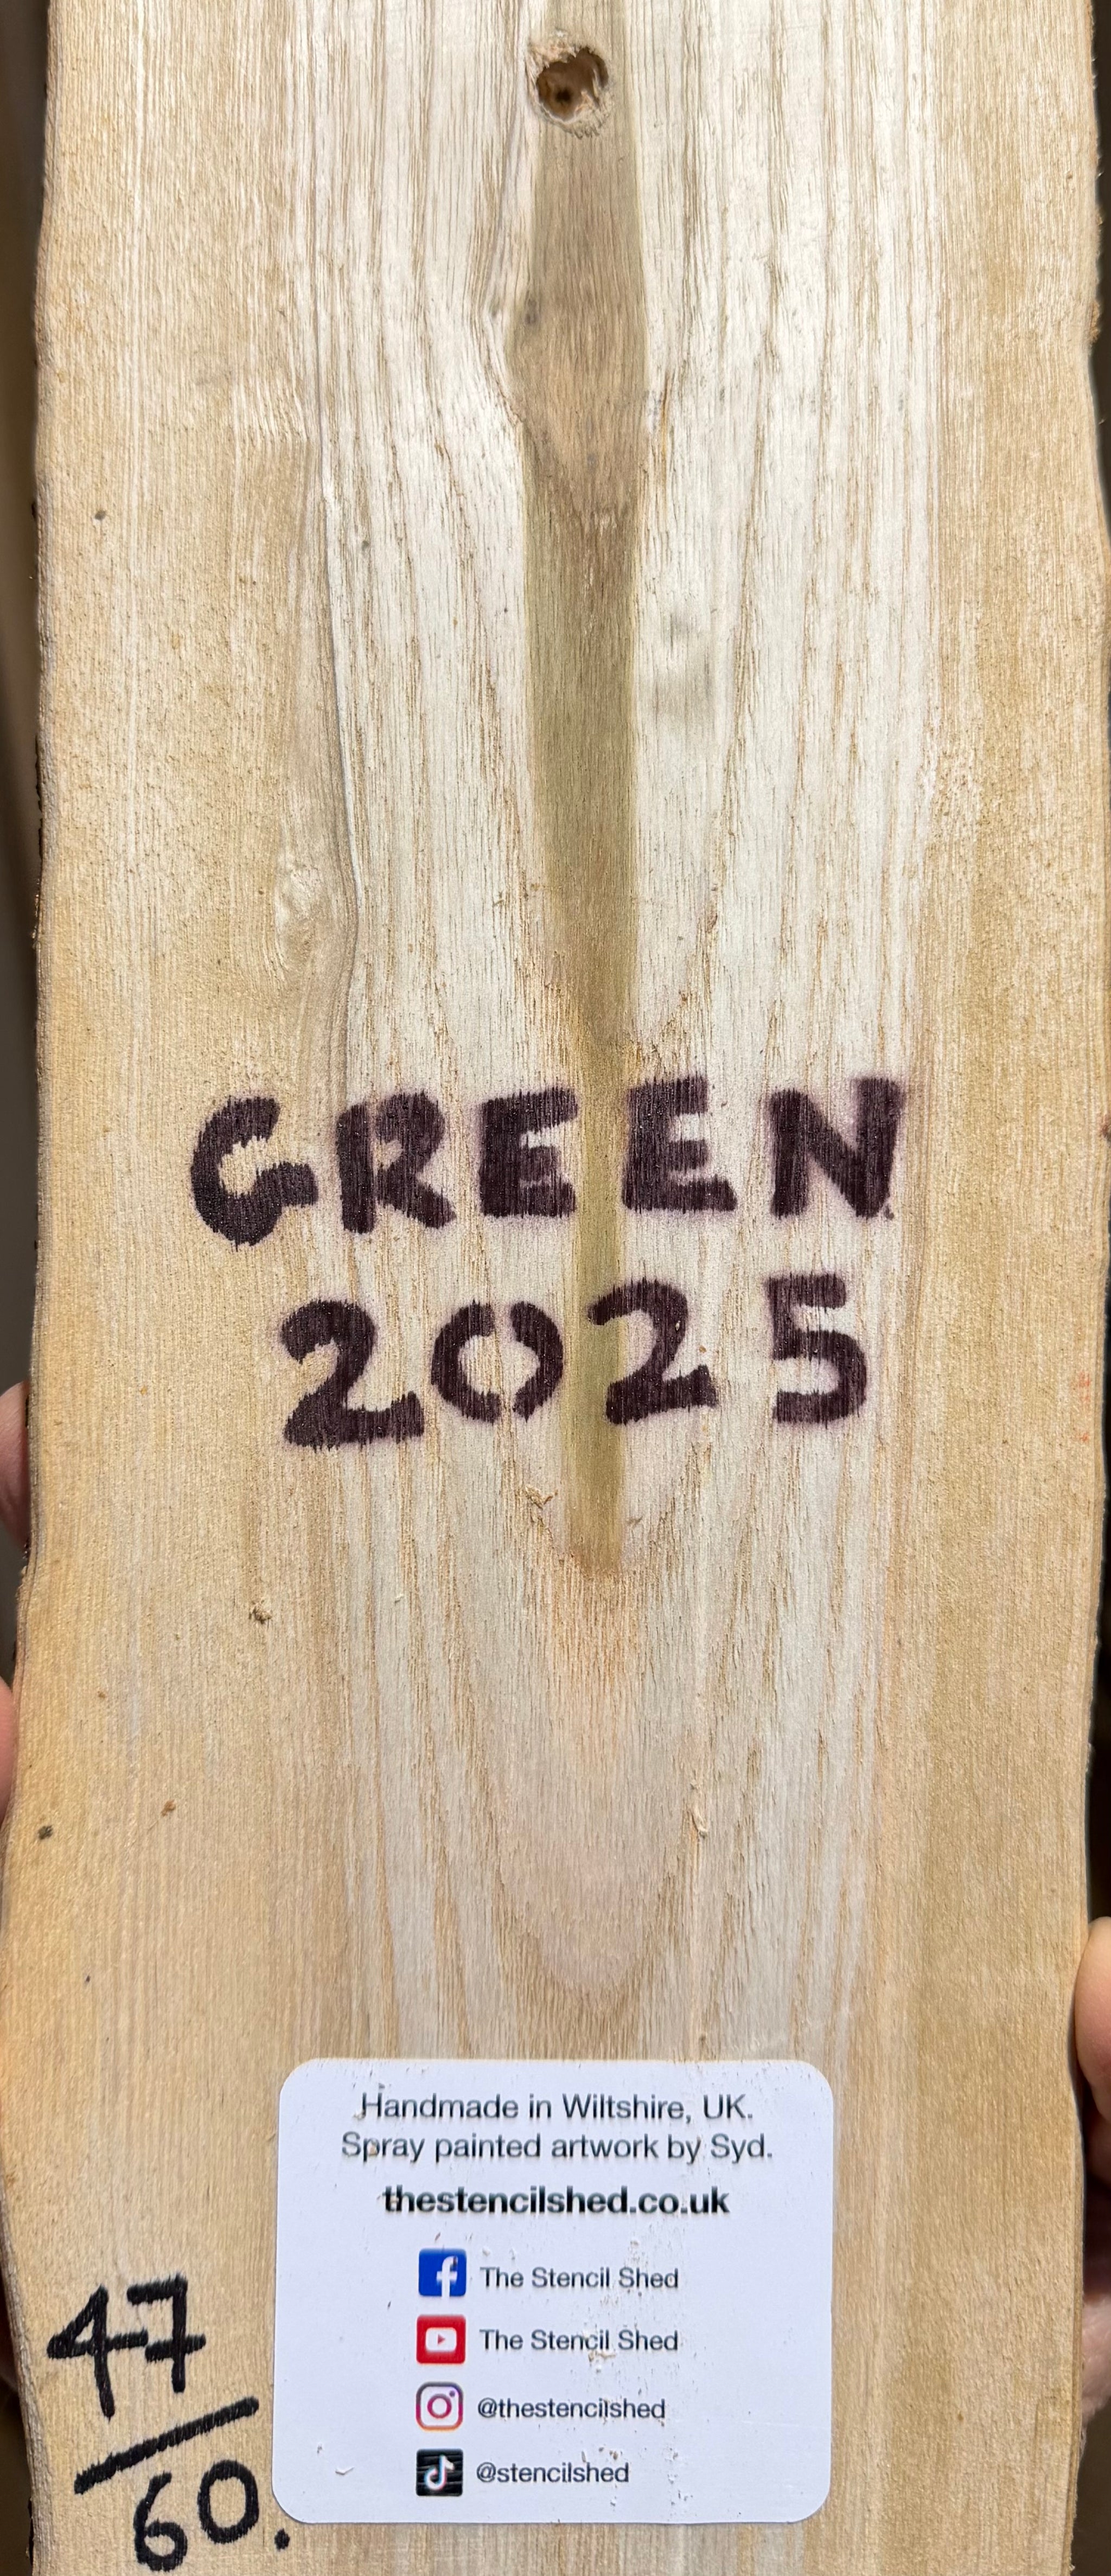 GREEN
2025
Handmade in Wiltshire, UK.
Spray painted artwork by Syd.
thestencilshed.co.uk
The Stencil Shed
The Stencil Shed
@thestencilshed
@stencilshed
47
60.